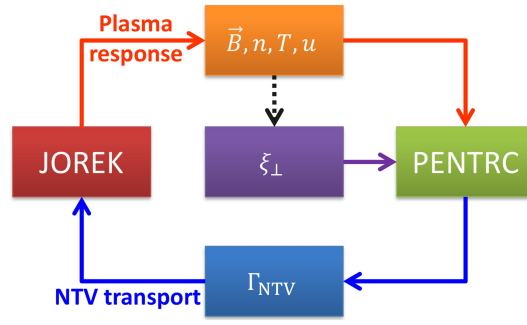 Plasma
response
B⃗, n, T, u
JOREK
ξ⊥
PENTRC
NTV transport
Γ_NTV